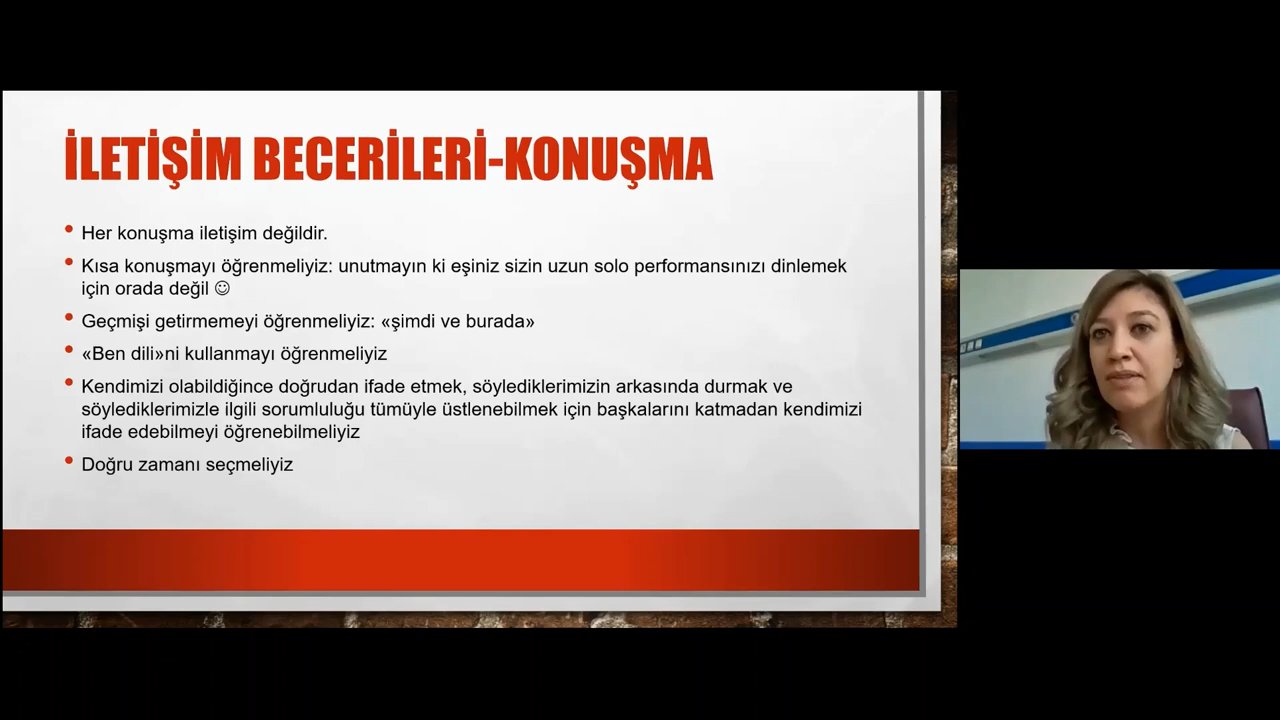 İLETİŞİM BECERİLERİ-KONUŞMA
Her konuşma iletişim değildir.
Kısa konuşmayı öğrenmeliyiz: unutmayın ki eşiniz sizin uzun solo performansınızı dinlemek
için orada değil ☺
Geçmişi getirmemeyi öğrenmeliyiz: «şimdi ve burada»
«Ben dili»ni kullanmayı öğrenmeliyiz
Kendimizi olabildiğince doğrudan ifade etmek, söylediklerimizin arkasında durmak ve
söylediklerimizle ilgili sorumluluğu tümüyle üstlenebilmek için başkalarını katmadan kendimizi
ifade edebilmeyi öğrenebilmeliyiz
Doğru zamanı seçmeliyiz